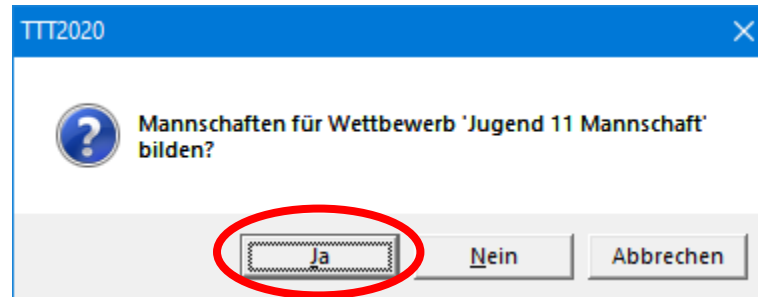 TTT2020
Mannschaften für Wettbewerb 'Jugend 11 Mannschaft'
bilden?
Ja Nein Abbrechen